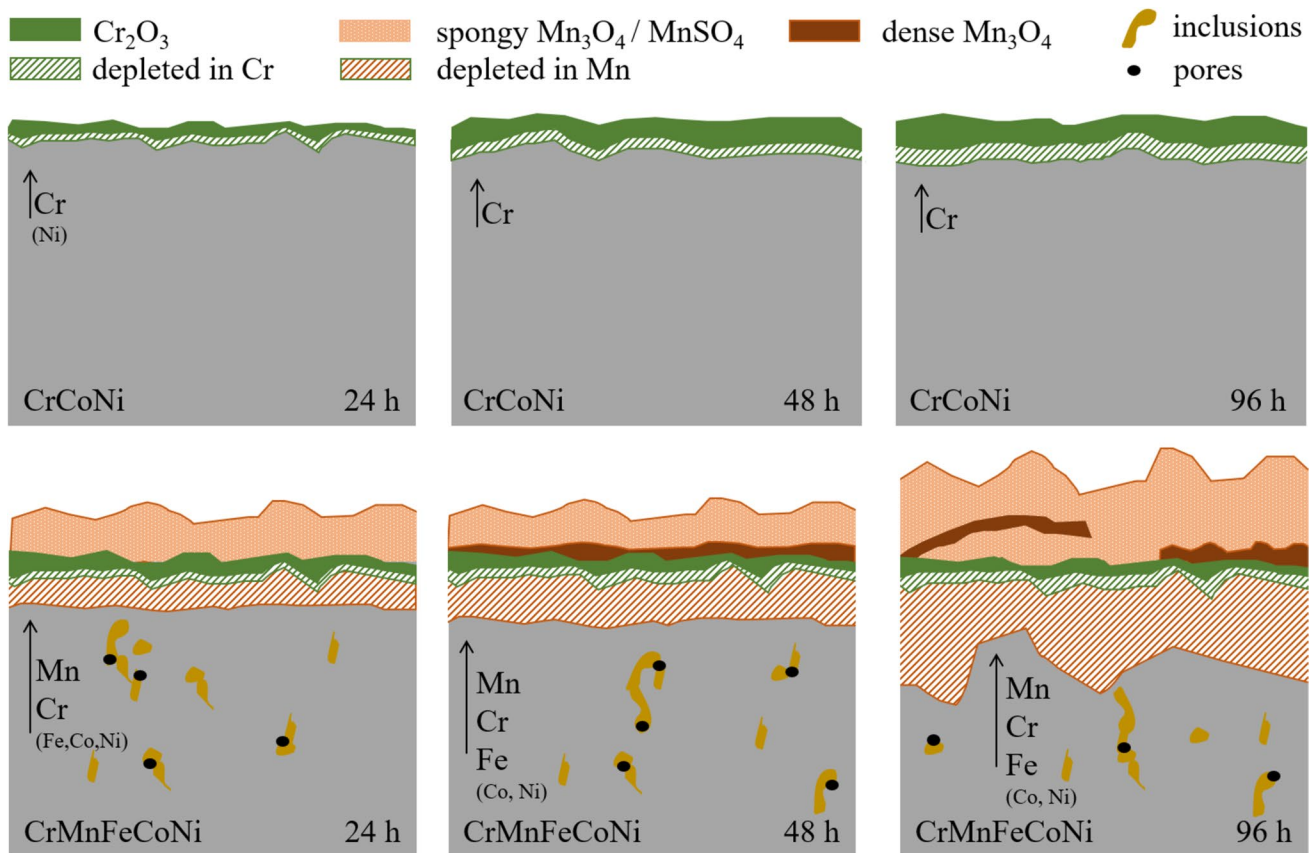 Cr₂O₃
spongy Mn₃O₄ / MnSO₄
dense Mn₃O₄
inclusions
depleted in Cr
depleted in Mn
pores
Cr
(Ni)
CrCoNi
24 h
Cr
CrCoNi
48 h
Cr
CrCoNi
96 h
Mn
Cr
(Fe,Co,Ni)
CrMnFeCoNi
24 h
Mn
Cr
Fe
(Co, Ni)
CrMnFeCoNi
48 h
Mn
Cr
Fe
(Co, Ni)
CrMnFeCoNi
96 h